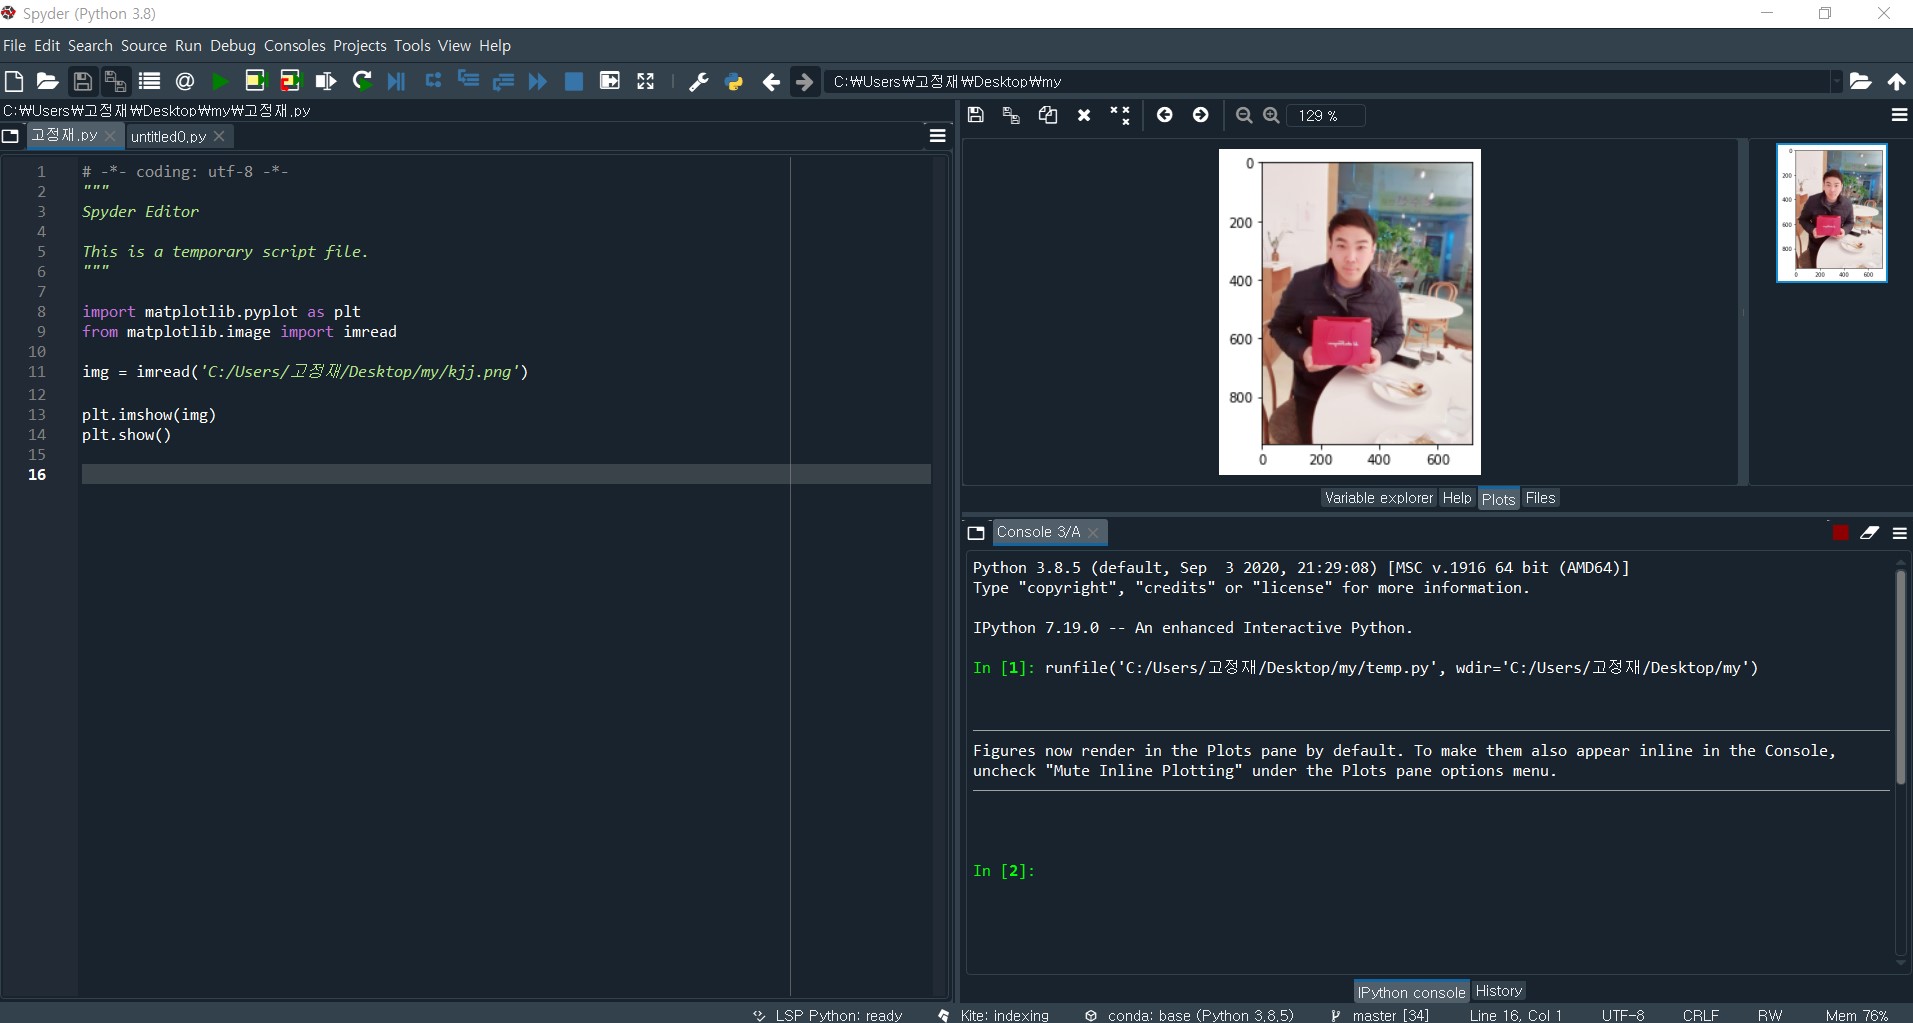 Spyder (Python 3.8)
File Edit Search Source Run Debug Consoles Projects Tools View Help
C:₩Users₩고정재₩Desktop₩my
C:₩Users₩고정재₩Desktop₩my₩고정재.py
고정재.py untitled0.py
129 %
1 # -*- coding: utf-8 -*-
2 """
3 Spyder Editor
4
5 This is a temporary script file.
6 """
7
8 import matplotlib.pyplot as plt
9 from matplotlib.image import imread
10
11 img = imread('C:/Users/고정재/Desktop/my/kjj.png')
12
13 plt.imshow(img)
14 plt.show()
15
16
0
200
400
600
800
0 200 400 600
0
200
400
600
800
0 200 400 600
Variable explorer Help Plots Files
Console 3/A
Python 3.8.5 (default, Sep  3 2020, 21:29:08) [MSC v.1916 64 bit (AMD64)]
Type "copyright", "credits" or "license" for more information.
IPython 7.19.0 -- An enhanced Interactive Python.
In [1]: runfile('C:/Users/고정재/Desktop/my/temp.py', wdir='C:/Users/고정재/Desktop/my')
Figures now render in the Plots pane by default. To make them also appear inline in the Console,
uncheck "Mute Inline Plotting" under the Plots pane options menu.
In [2]:
IPython console History
LSP Python: ready Kite: indexing conda: base (Python 3.8.5) master [34] Line 16, Col 1 UTF-8 CRLF RW Mem 76%